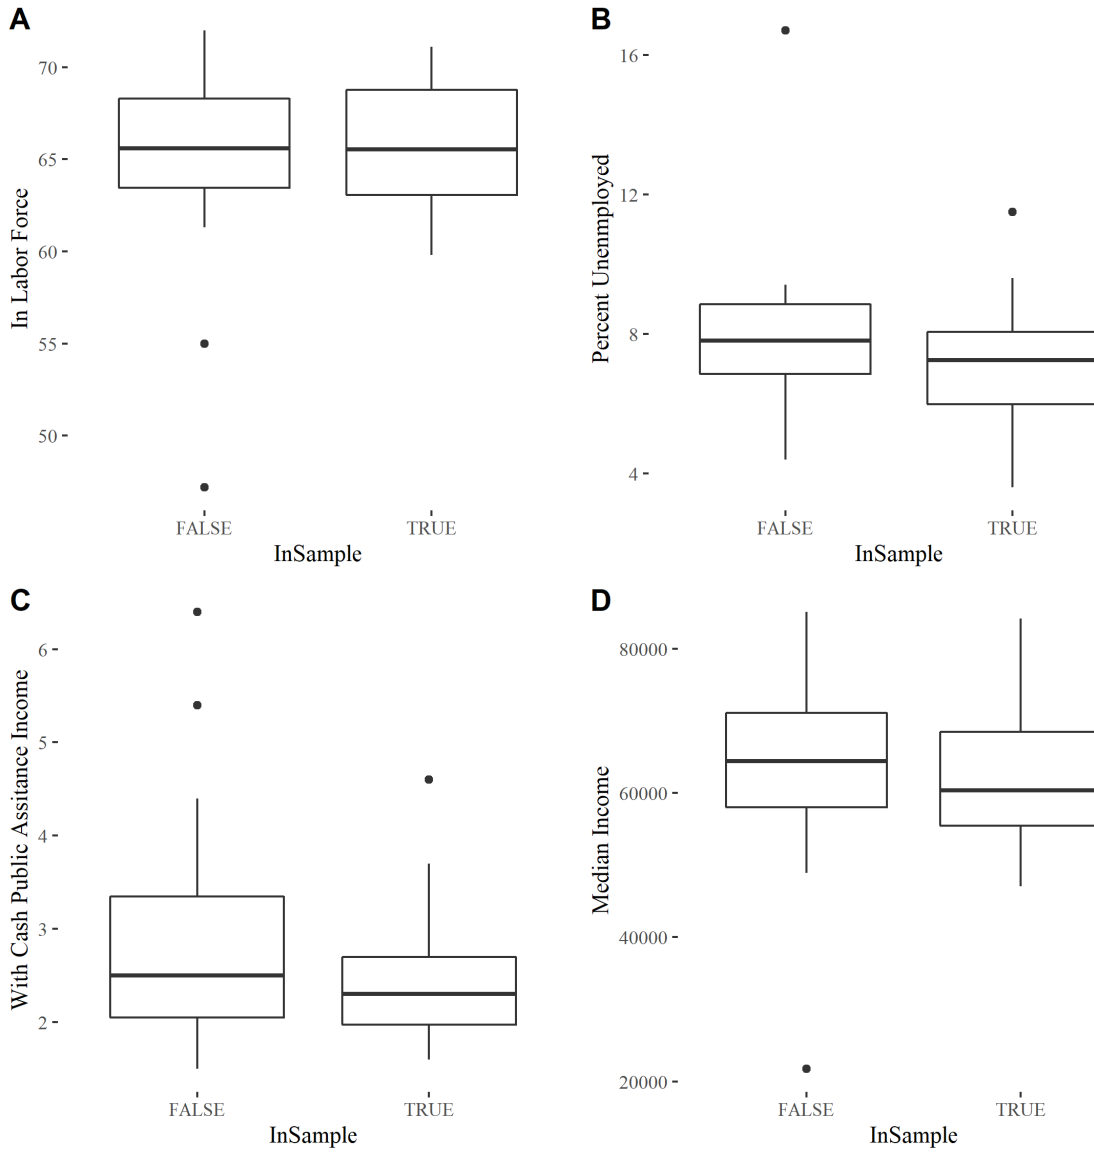 A
In Labor Force
70
65
60
55
50
FALSE TRUE
InSample
B
Percent Unenmployed
16
12
8
4
FALSE TRUE
InSample
C
With Cash Public Assitance Income
6
5
4
3
2
FALSE TRUE
InSample
D
Median Income
80000
60000
40000
20000
FALSE TRUE
InSample